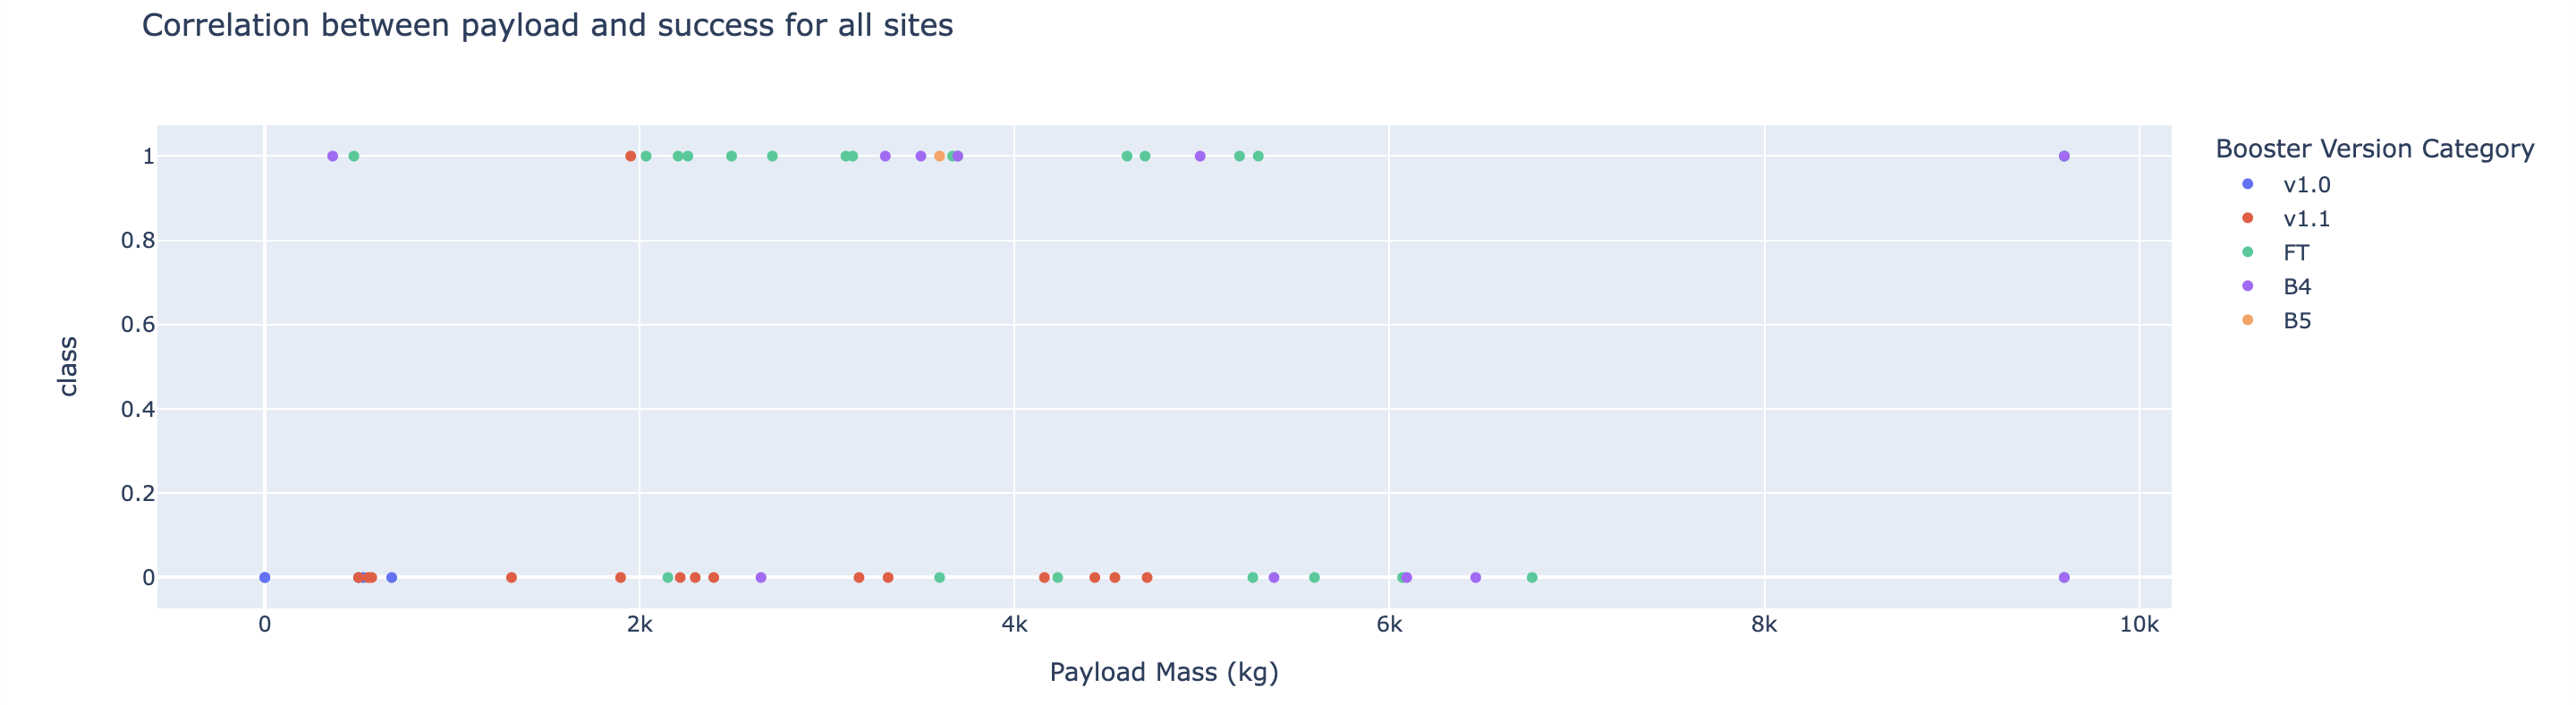 Correlation between payload and success for all sites
1
0.8
0.6
0.4
0.2
0
class
0
2k
4k
6k
8k
10k
Payload Mass (kg)
Booster Version Category
v1.0
v1.1
FT
B4
B5